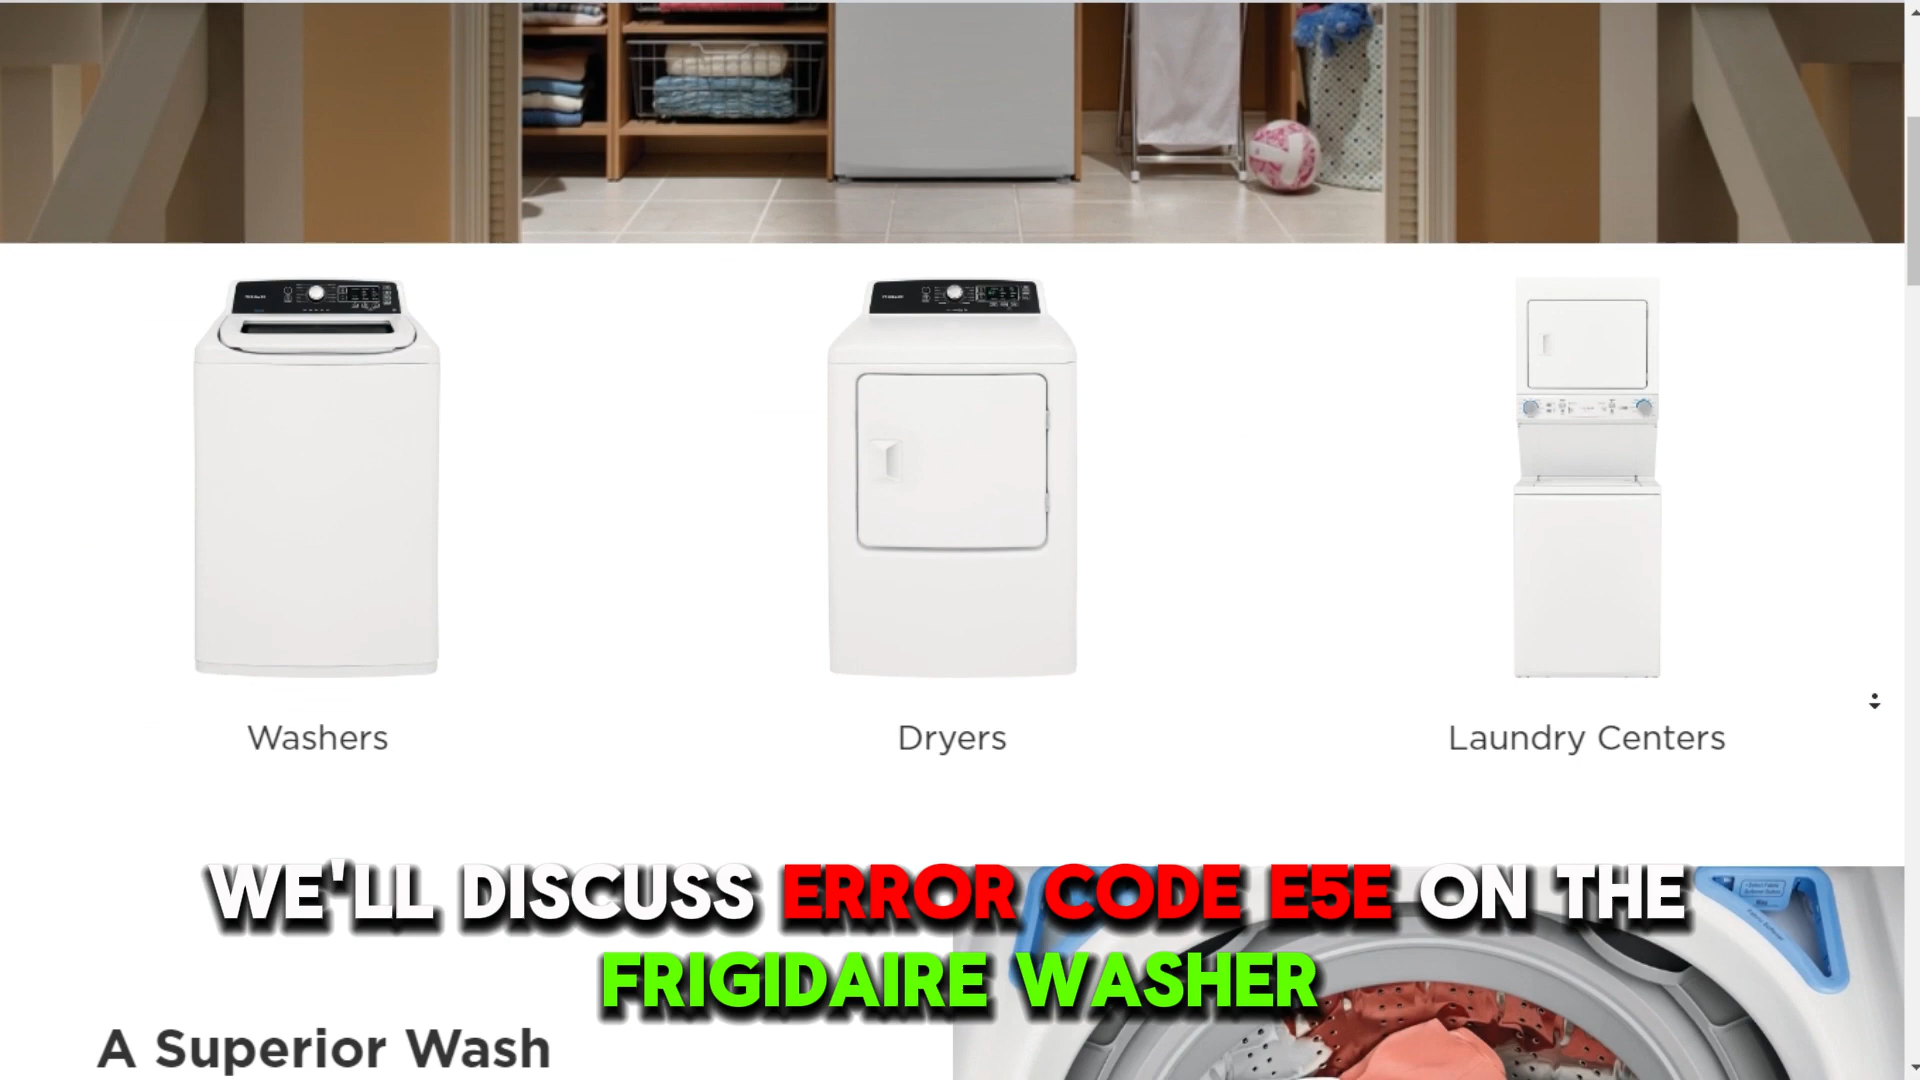 Washers
Dryers
Laundry Centers
WE'LL DISCUSS ERROR CODE E5E ON THE
FRIGIDAIRE WASHER
A Superior Wash